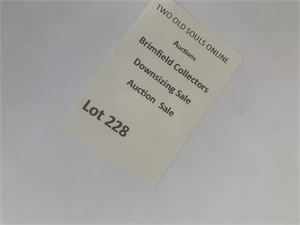 TWO OLD SOULS ONLINE
Auctions
Brimfield Collectors
Downsizing Sale
Auction Sale
Lot 228